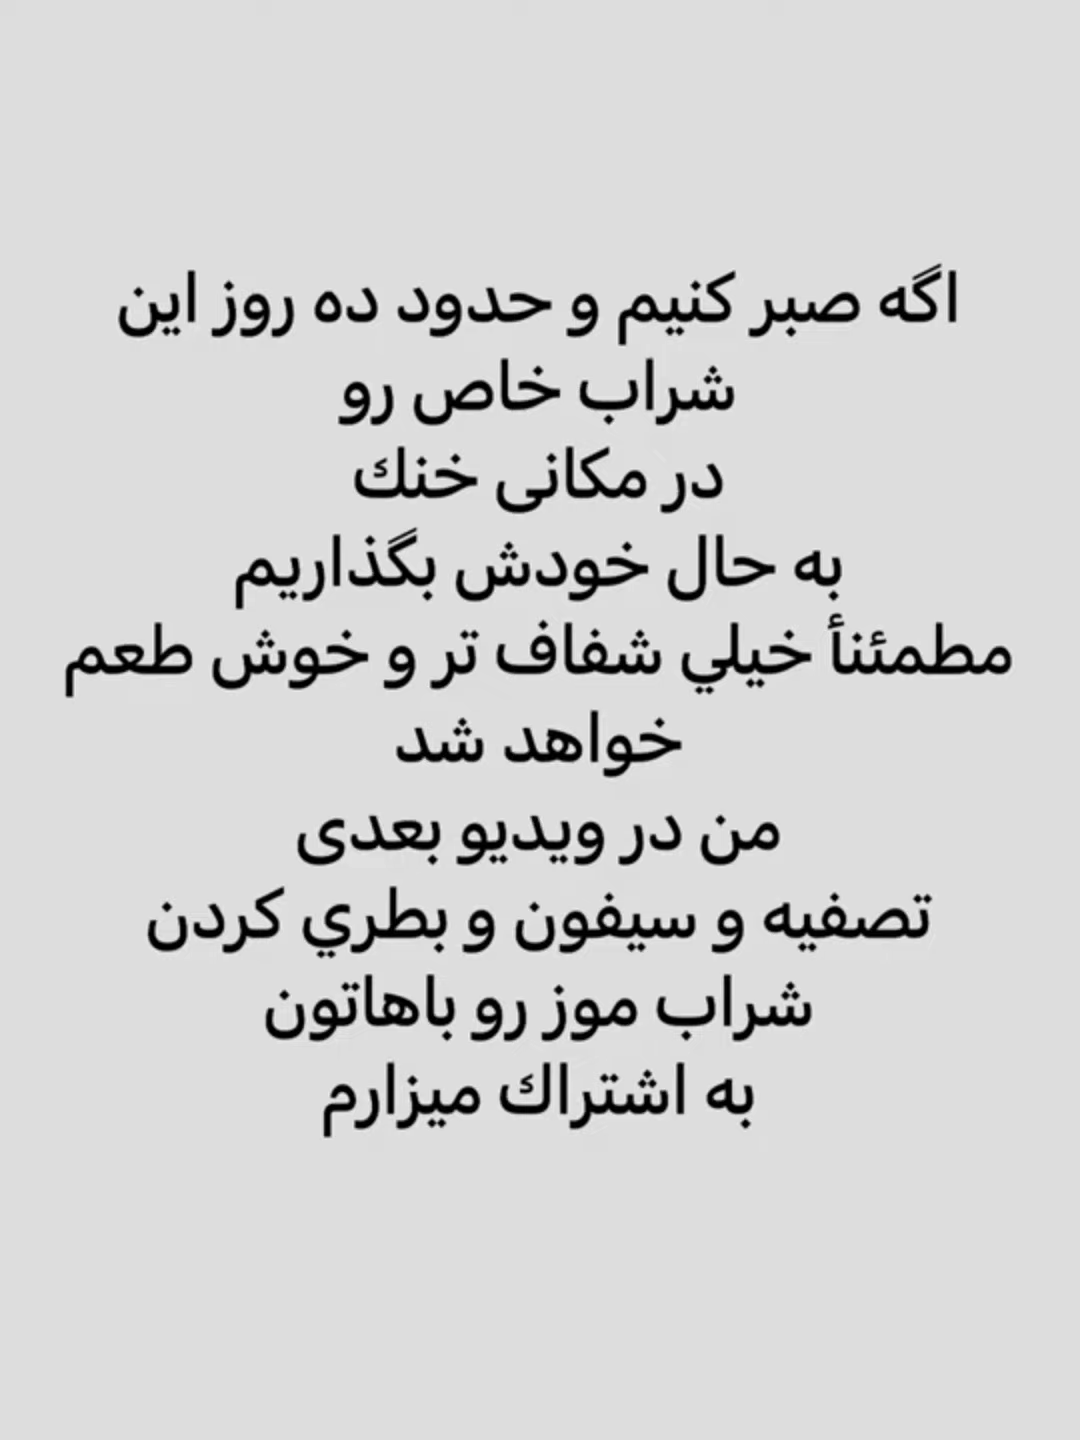 اگه صبر کنیم و حدود ده روز این
شراب خاص رو
در مکانی خنك
به حال خودش بگذاریم
مطمئنأ خیلي شفاف تر و خوش طعم
خواهد شد
من در ویدیو بعدی
تصفیه و سیفون و بطري کردن
شراب موز رو باهاتون
به اشتراك میزارم